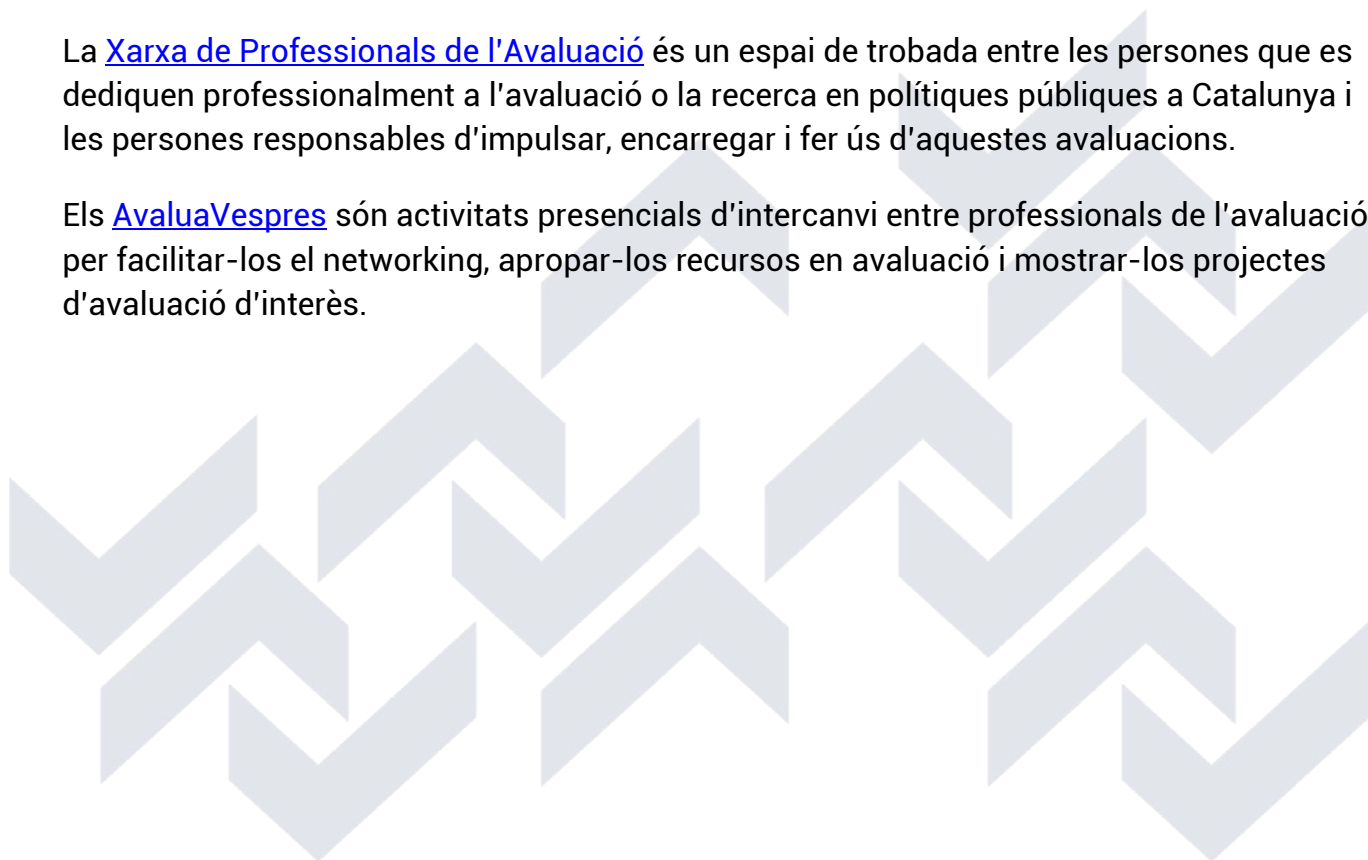 La Xarxa de Professionals de l'Avaluació és un espai de trobada entre les persones que es
dediquen professionalment a l'avaluació o la recerca en polítiques públiques a Catalunya i
les persones responsables d'impulsar, encarregar i fer ús d'aquestes avaluacions.
Els AvaluaVespres són activitats presencials d'intercanvi entre professionals de l'avaluació
per facilitar-los el networking, apropar-los recursos en avaluació i mostrar-los projectes
d'avaluació d'interès.